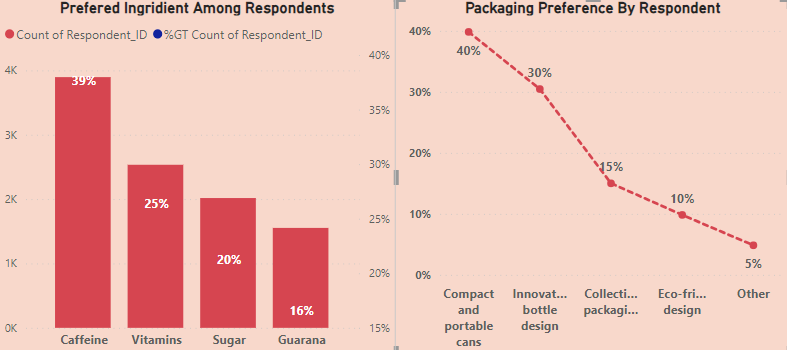 Prefered Ingridient Among Respondents
Count of Respondent_ID %GT Count of Respondent_ID
4K
3K
2K
1K
0K
39%
25%
20%
16%
40%
35%
30%
25%
20%
15%
Caffeine Vitamins Sugar Guarana
Packaging Preference By Respondent
40%
30%
20%
10%
0%
40%
30%
15%
10%
5%
Compact
and
portable
cans
Innovat...
bottle
design
Collecti...
packagi...
Eco-fri...
design
Other